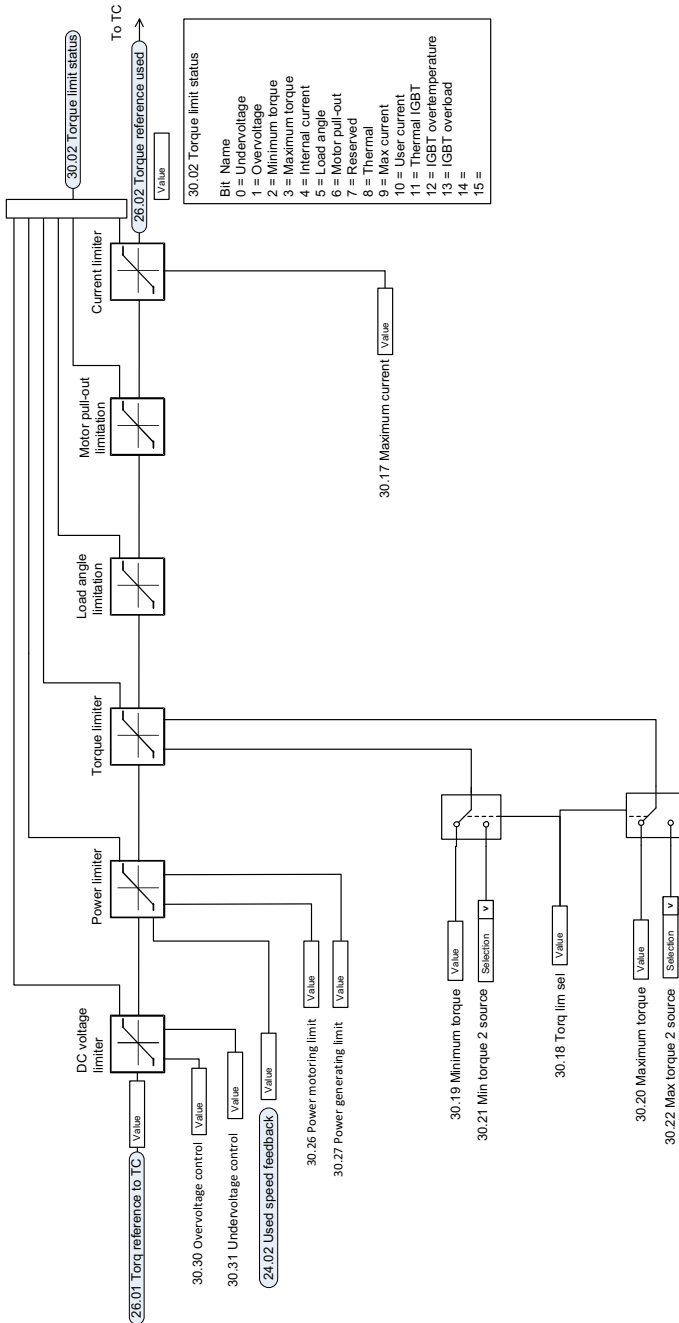 DC voltage
limiter
Power limiter
Torque limiter
Load angle
limitation
Motor pull-out
limitation
Current limiter
30.02 Torque limit status
26.01 Torq reference to TC
Value
26.02 Torque reference used
To TC
Value
30.30 Overvoltage control
Value
30.31 Undervoltage control
Value
24.02 Used speed feedback
Value
30.26 Power motoring limit
Value
30.27 Power generating limit
Value
30.17 Maximum current
Value
30.19 Minimum torque
Value
30.21 Min torque 2 source
Selection
v
30.18 Torq lim sel
Value
30.20 Maximum torque
Value
30.22 Max torque 2 source
Selection
v
30.02 Torque limit status
Bit Name
0 = Undervoltage
1 = Overvoltage
2 = Minimum torque
3 = Maximum torque
4 = Internal current
5 = Load angle
6 = Motor pull-out
7 = Reserved
8 = Thermal
9 = Max current
10 = User current
11 = Thermal IGBT
12 = IGBT overtemperature
13 = IGBT overload
14 =
15 =